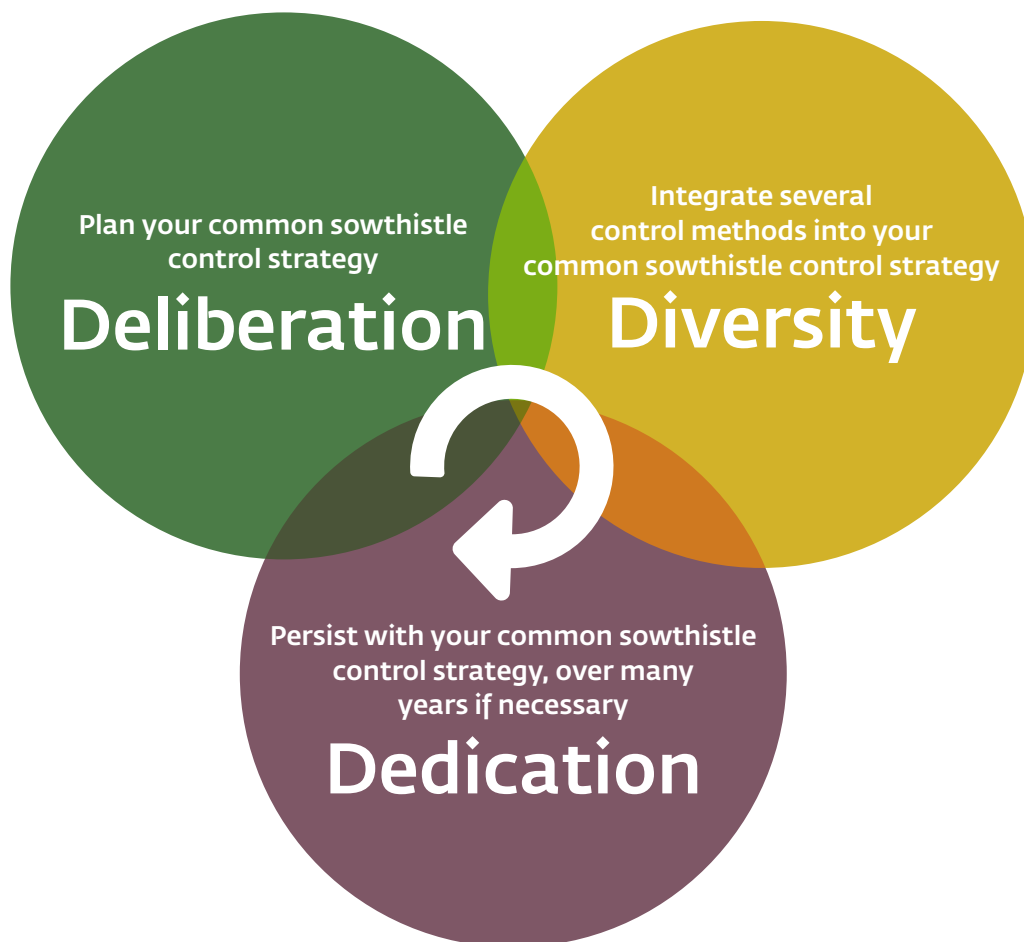 Plan your common sowthistle
control strategy
Deliberation
Integrate several
control methods into your
common sowthistle control strategy
Diversity
Persist with your common sowthistle
control strategy, over many
years if necessary
Dedication